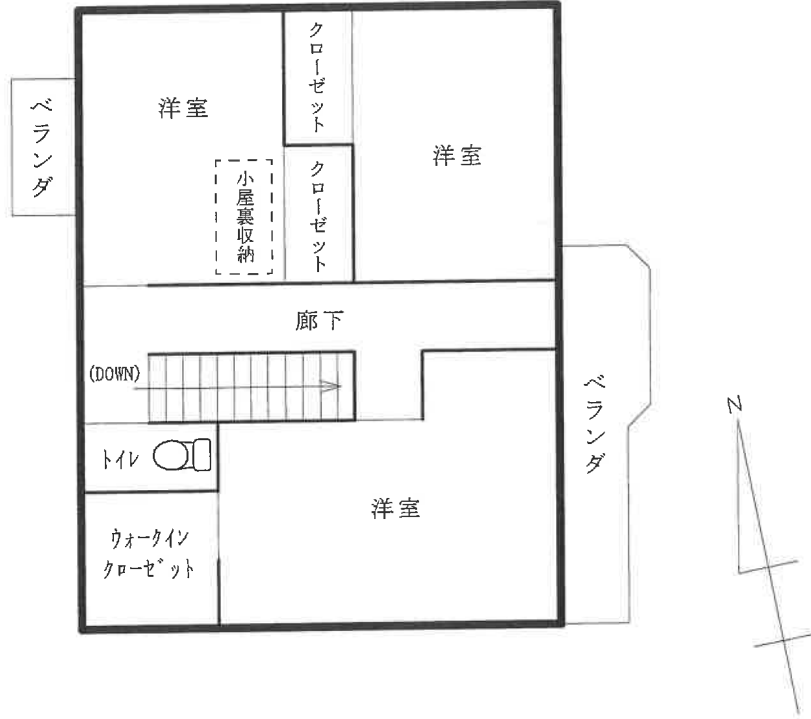 クローゼット
洋室
ベランダ
洋室
小屋裏収納
クローゼット
廊下
(DOWN)
ベランダ
N
トイレ
洋室
ウォークイン
クローゼット